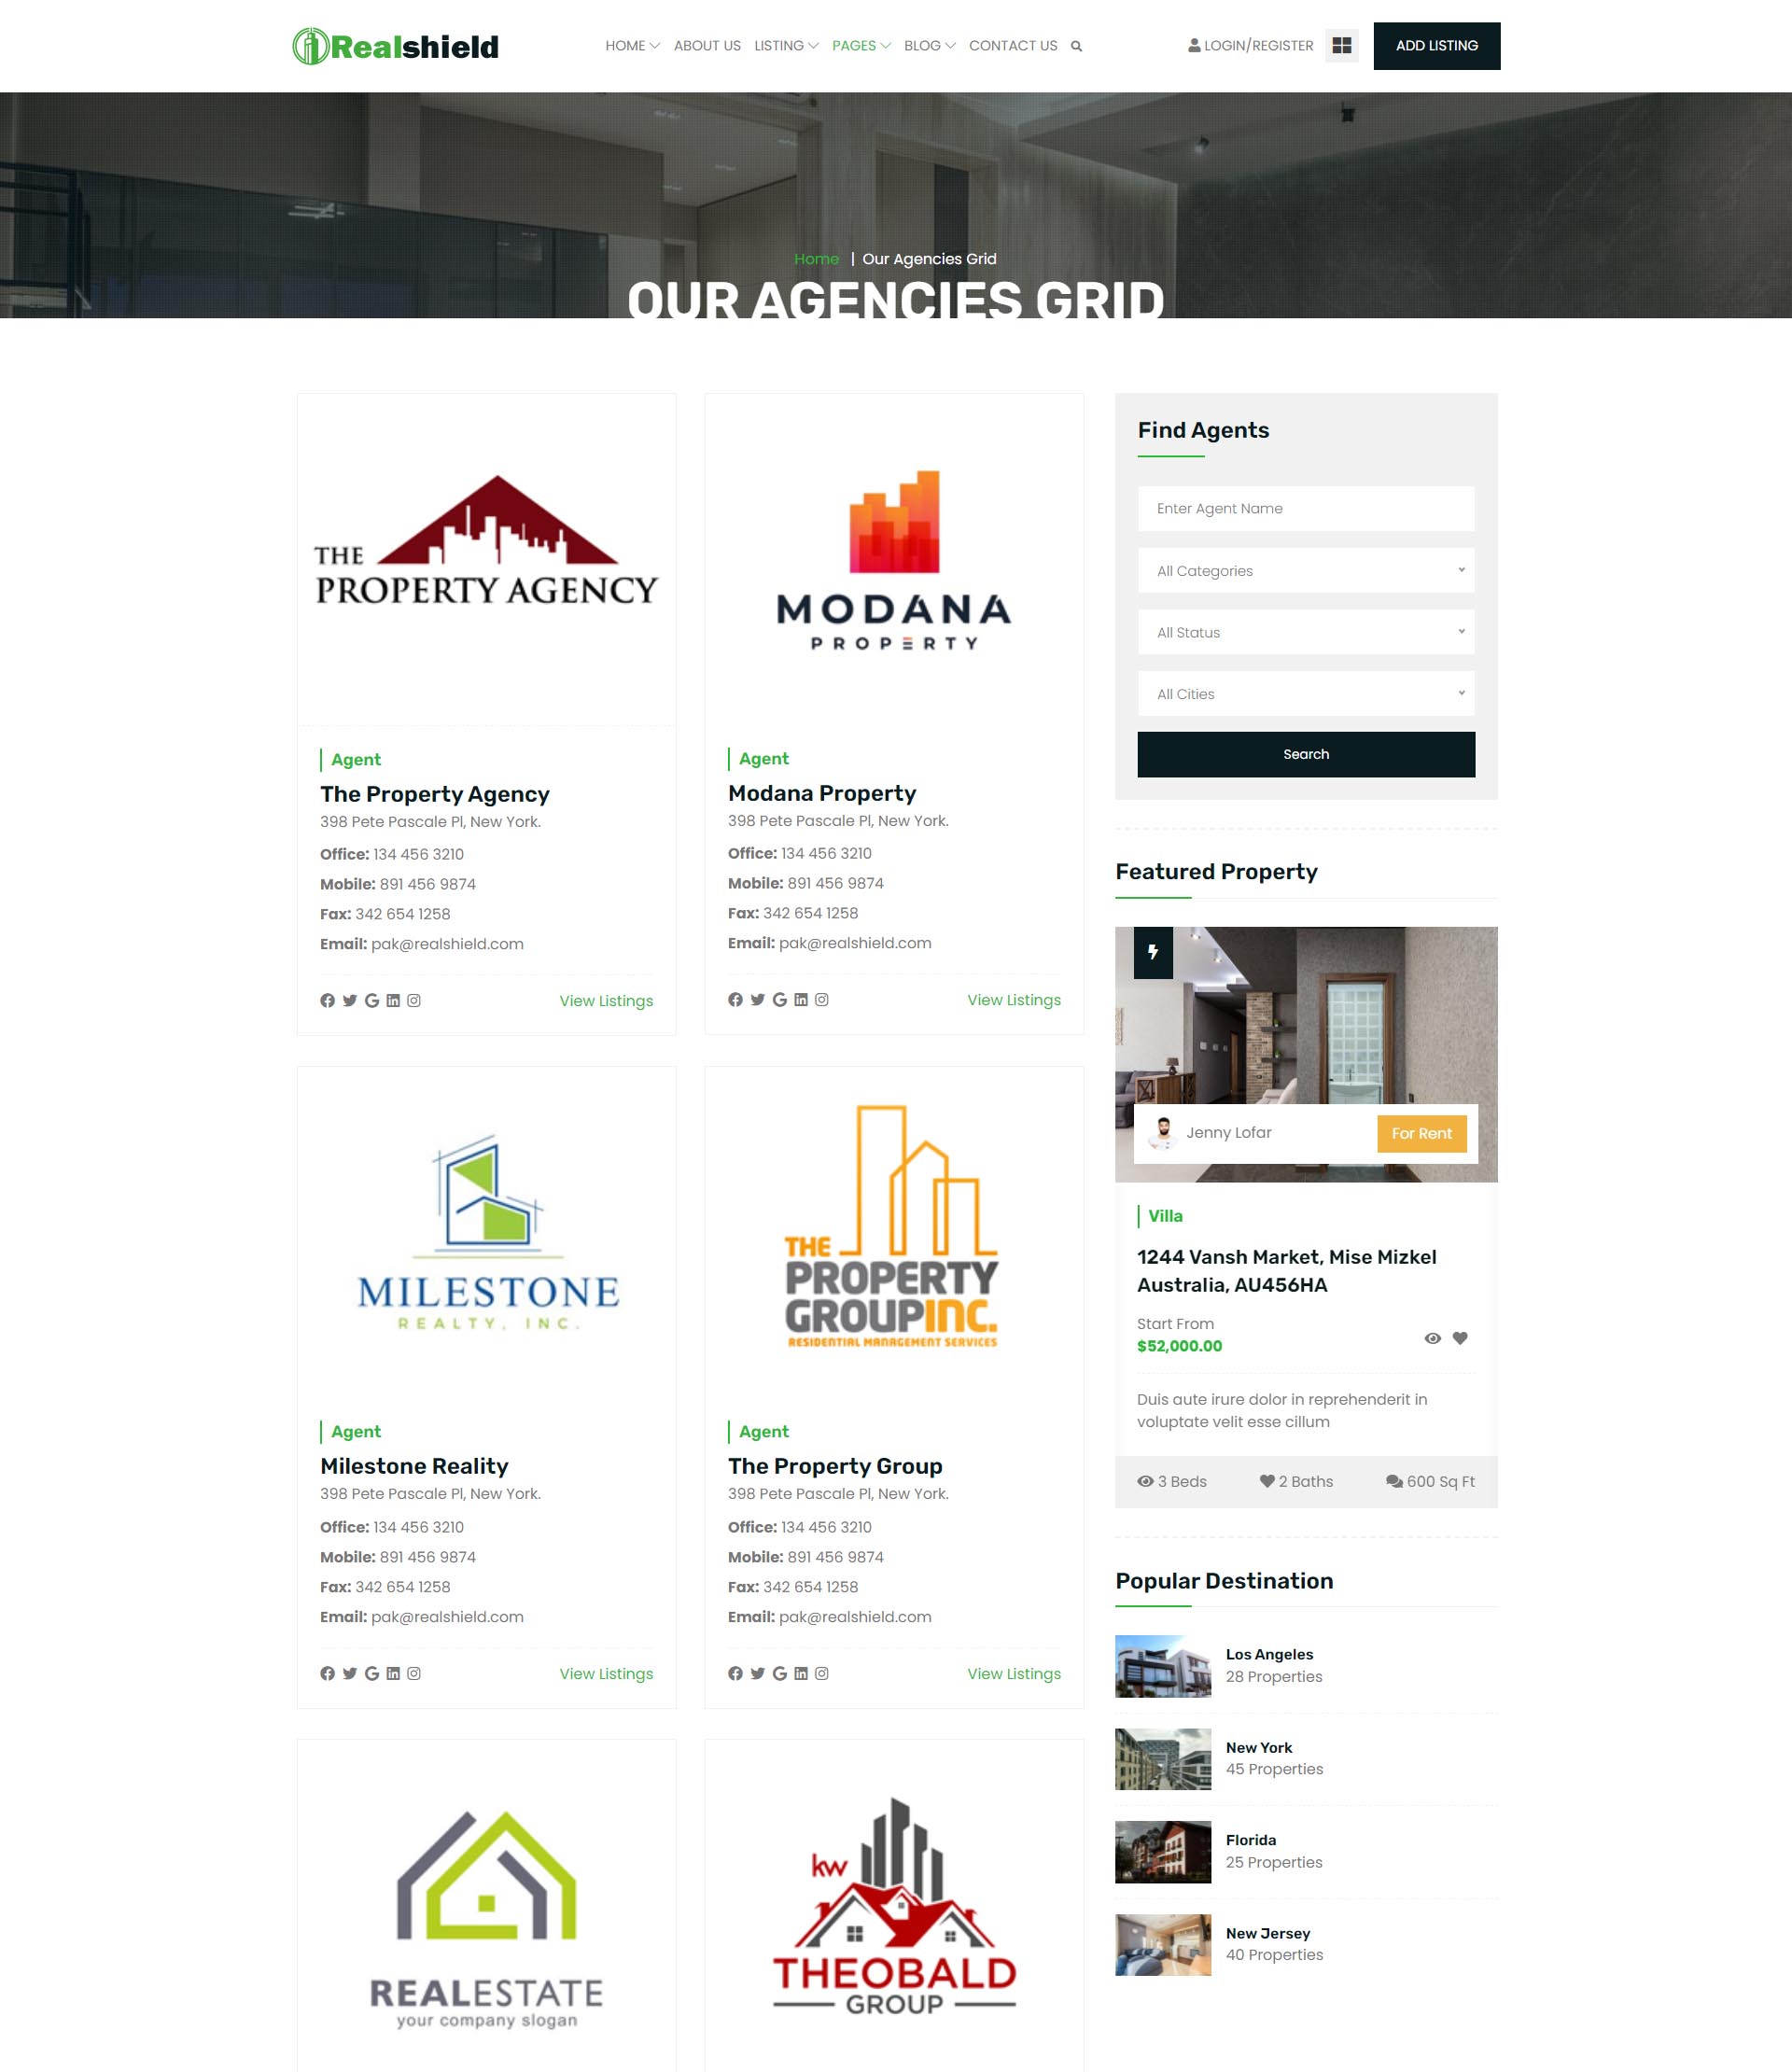 Realshield
HOME ABOUT US LISTING PAGES BLOG CONTACT US
LOGIN/REGISTER
ADD LISTING
Home | Our Agencies Grid
OUR AGENCIES GRID
THE
PROPERTY AGENCY
Agent
The Property Agency
398 Pete Pascale Pl, New York.
Office: 134 456 3210
Mobile: 891 456 9874
Fax: 342 654 1258
Email: pak@realshield.com
View Listings
MODANA
PROPERTY
Agent
Modana Property
398 Pete Pascale Pl, New York.
Office: 134 456 3210
Mobile: 891 456 9874
Fax: 342 654 1258
Email: pak@realshield.com
View Listings
MILESTONE
REALTY, INC.
Agent
Milestone Reality
398 Pete Pascale Pl, New York.
Office: 134 456 3210
Mobile: 891 456 9874
Fax: 342 654 1258
Email: pak@realshield.com
View Listings
THE
PROPERTY
GROUPINC.
RESIDENTIAL MANAGEMENT SERVICES
Agent
The Property Group
398 Pete Pascale Pl, New York.
Office: 134 456 3210
Mobile: 891 456 9874
Fax: 342 654 1258
Email: pak@realshield.com
View Listings
REALESTATE
your company slogan
kw
THEOBALD
GROUP
Find Agents
Enter Agent Name
All Categories
All Status
All Cities
Search
Featured Property
Jenny Lofar
For Rent
Villa
1244 Vansh Market, Mise Mizkel
Australia, AU456HA
Start From
$52,000.00
Duis aute irure dolor in reprehenderit in
voluptate velit esse cillum
3 Beds 2 Baths 600 Sq Ft
Popular Destination
Los Angeles
28 Properties
New York
45 Properties
Florida
25 Properties
New Jersey
40 Properties